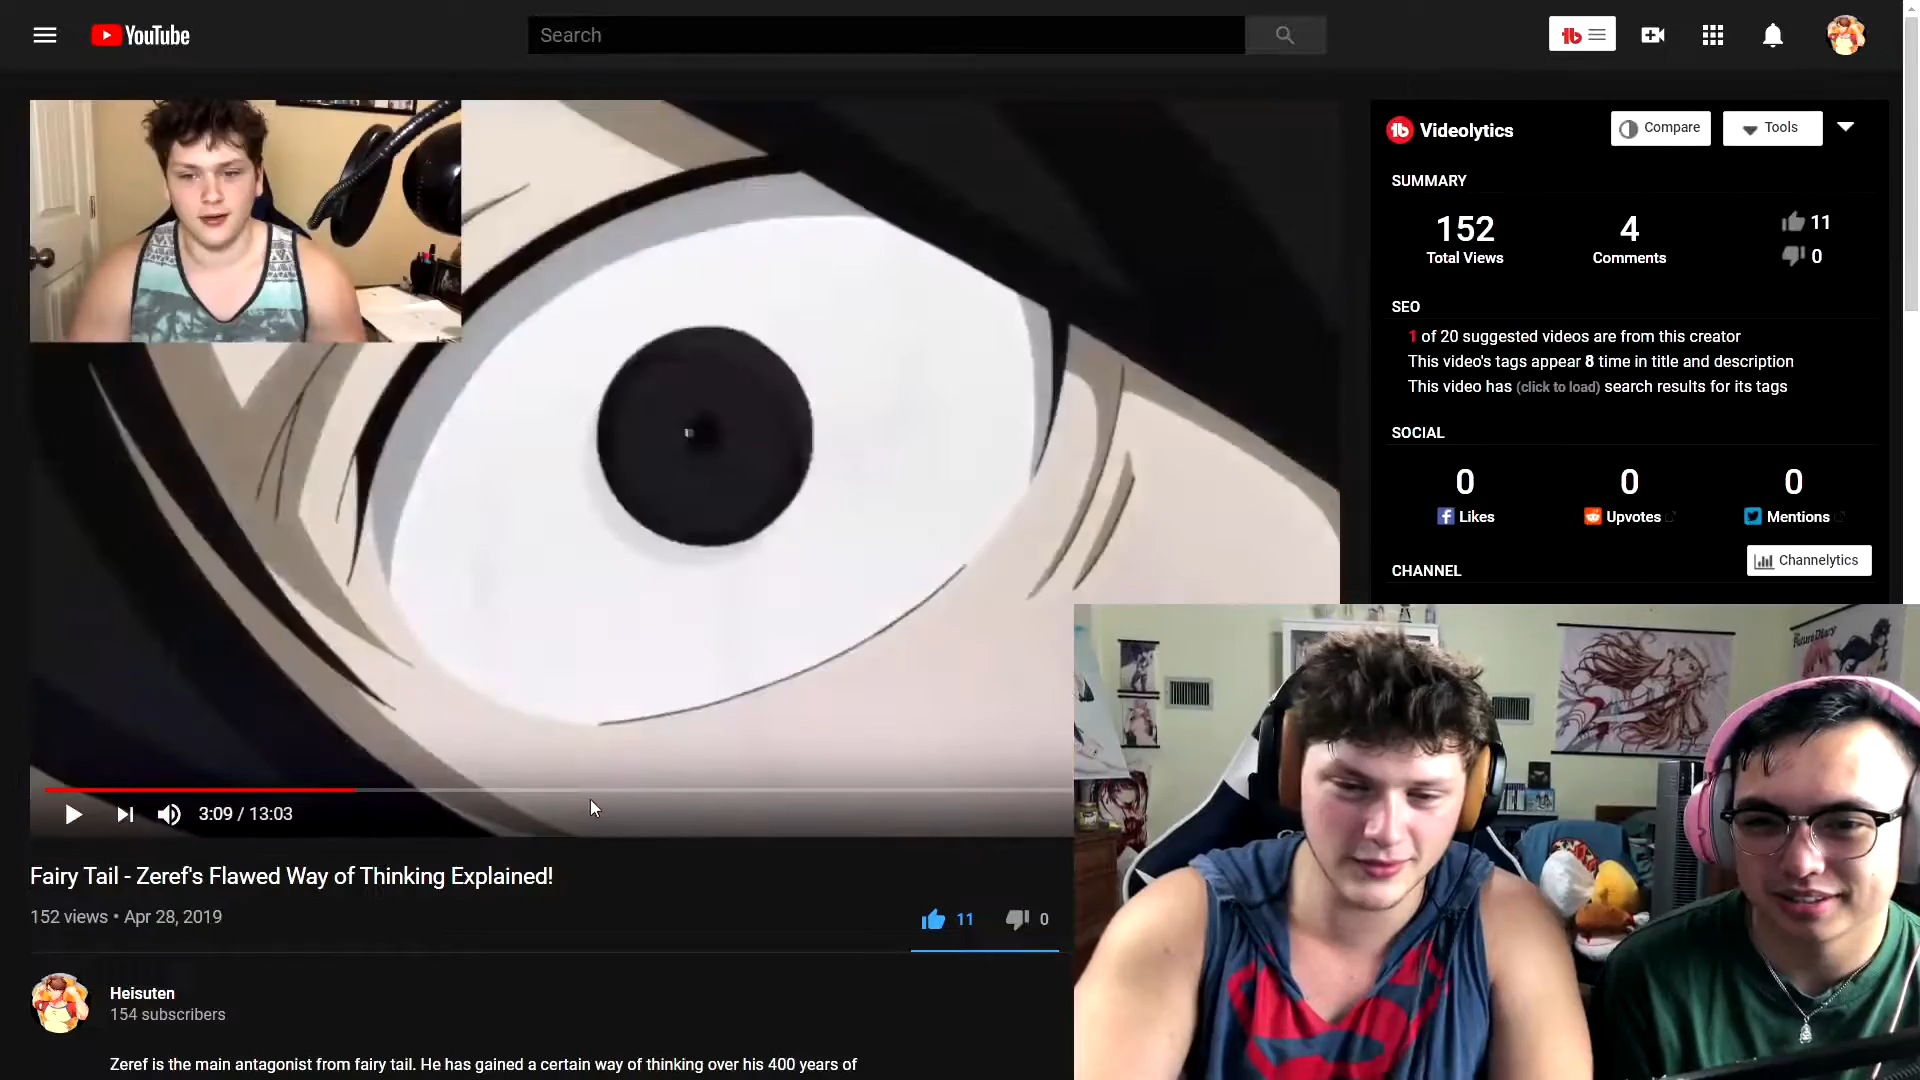 YouTube
Search
Videolytics
Compare
Tools
SUMMARY
152
4
11
Total Views
Comments
0
SEO
1 of 20 suggested videos are from this creator
This video's tags appear 8 time in title and description
This video has (click to load) search results for its tags
SOCIAL
0
0
0
Likes
Upvotes
Mentions
CHANNEL
Channelytics
3:09 / 13:03
Fairy Tail - Zeref's Flawed Way of Thinking Explained!
152 views • Apr 28, 2019
11
0
Heisuten
154 subscribers
Zeref is the main antagonist from fairy tail. He has gained a certain way of thinking over his 400 years of
Future Diary